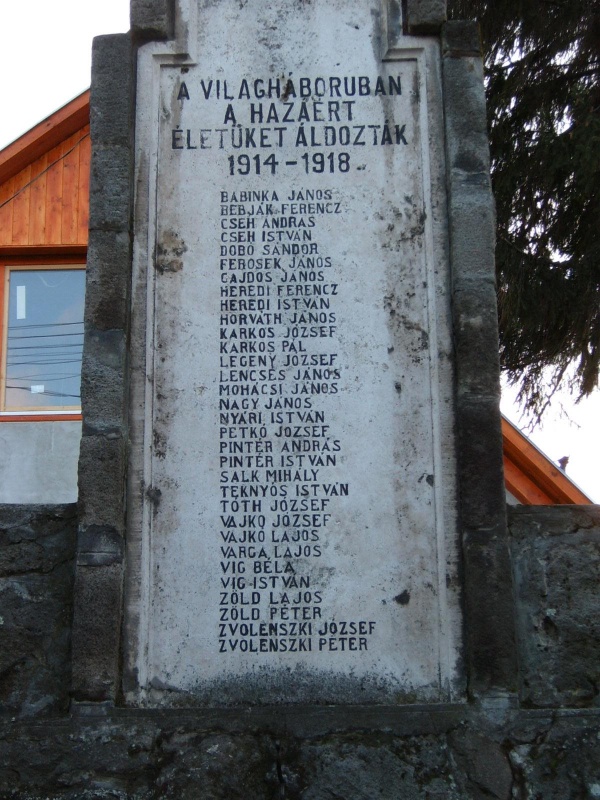 A VILÁGHÁBORUBAN
A HAZÁÉRT
ÉLETÜKET ÁLDOZTÁK
1914-1918
BABINKA JÁNOS
BEBJÁK FERENCZ
CSEH ANDRÁS
CSEH ISTVÁN
DOBÓ SÁNDOR
FEROSEK JÁNOS
GAJDOS JÁNOS
HEREDI FERENCZ
HEREDI ISTVÁN
HORVÁTH JÁNOS
KARKOS JÓZSEF
KARKOS PÁL
LEGÉNY JÓZSEF
LENCSÉS JÁNOS
MOHÁCSI JÁNOS
NAGY JÁNOS
NYÁRI ISTVÁN
PETKÓ JÓZSEF
PINTÉR ANDRÁS
PINTÉR ISTVÁN
SALK MIHÁLY
TEKNYŐS ISTVÁN
TÓTH JÓZSEF
VAJKÓ JÓZSEF
VAJKÓ LAJOS
VARGA LAJOS
VIG BÉLA
VIG ISTVÁN
ZÖLD LAJOS
ZÖLD PÉTER
ZVOLENSZKI JÓZSEF
ZVOLENSZKI PÉTER